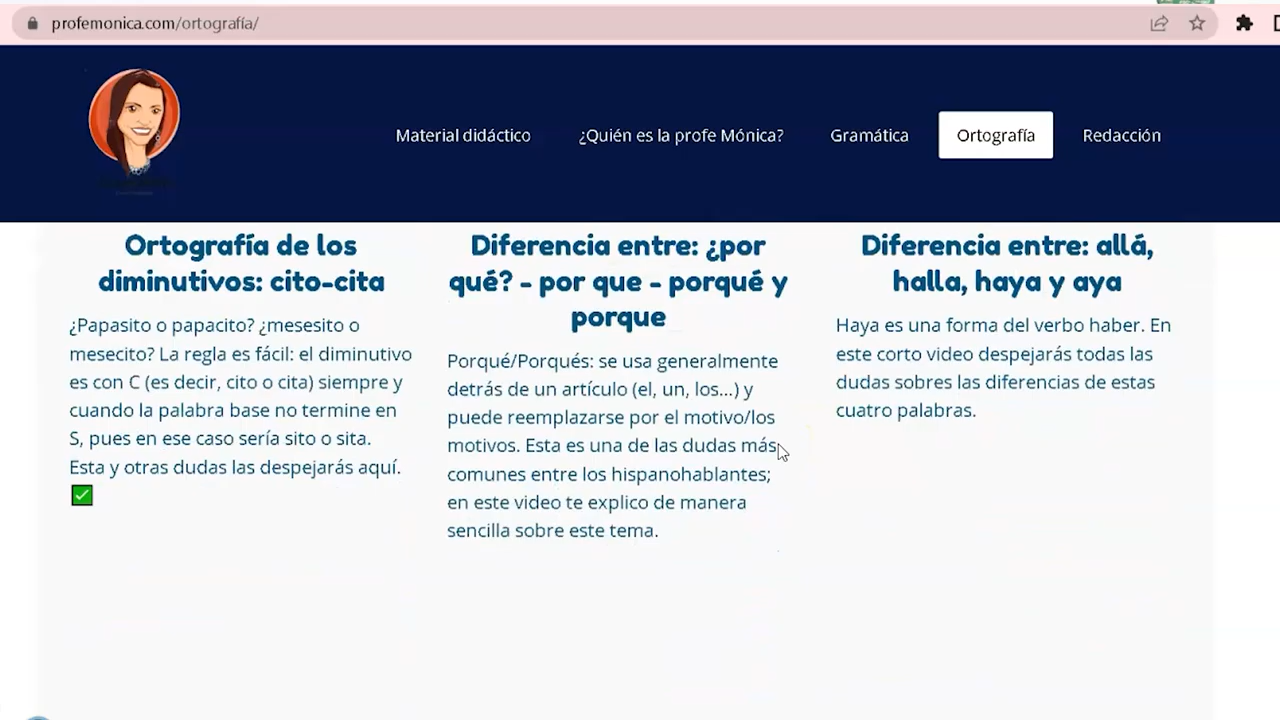 profemonica.com/ortografía/
Material didáctico
¿Quién es la profe Mónica?
Gramática
Ortografía
Redacción
Ortografía de los
diminutivos: cito-cita
¿Papasito o papacito? ¿mesesito o
mesecito? La regla es fácil: el diminutivo
es con C (es decir, cito o cita) siempre y
cuando la palabra base no termine en
S, pues en ese caso sería sito o sita.
Esta y otras dudas las despejarás aquí.
Diferencia entre: ¿por
qué? - por que - porqué y
porque
Porqué/Porqués: se usa generalmente
detrás de un artículo (el, un, los...) y
puede reemplazarse por el motivo/los
motivos. Esta es una de las dudas más
comunes entre los hispanohablantes;
en este video te explico de manera
sencilla sobre este tema.
Diferencia entre: allá,
halla, haya y aya
Haya es una forma del verbo haber. En
este corto video despejarás todas las
dudas sobres las diferencias de estas
cuatro palabras.